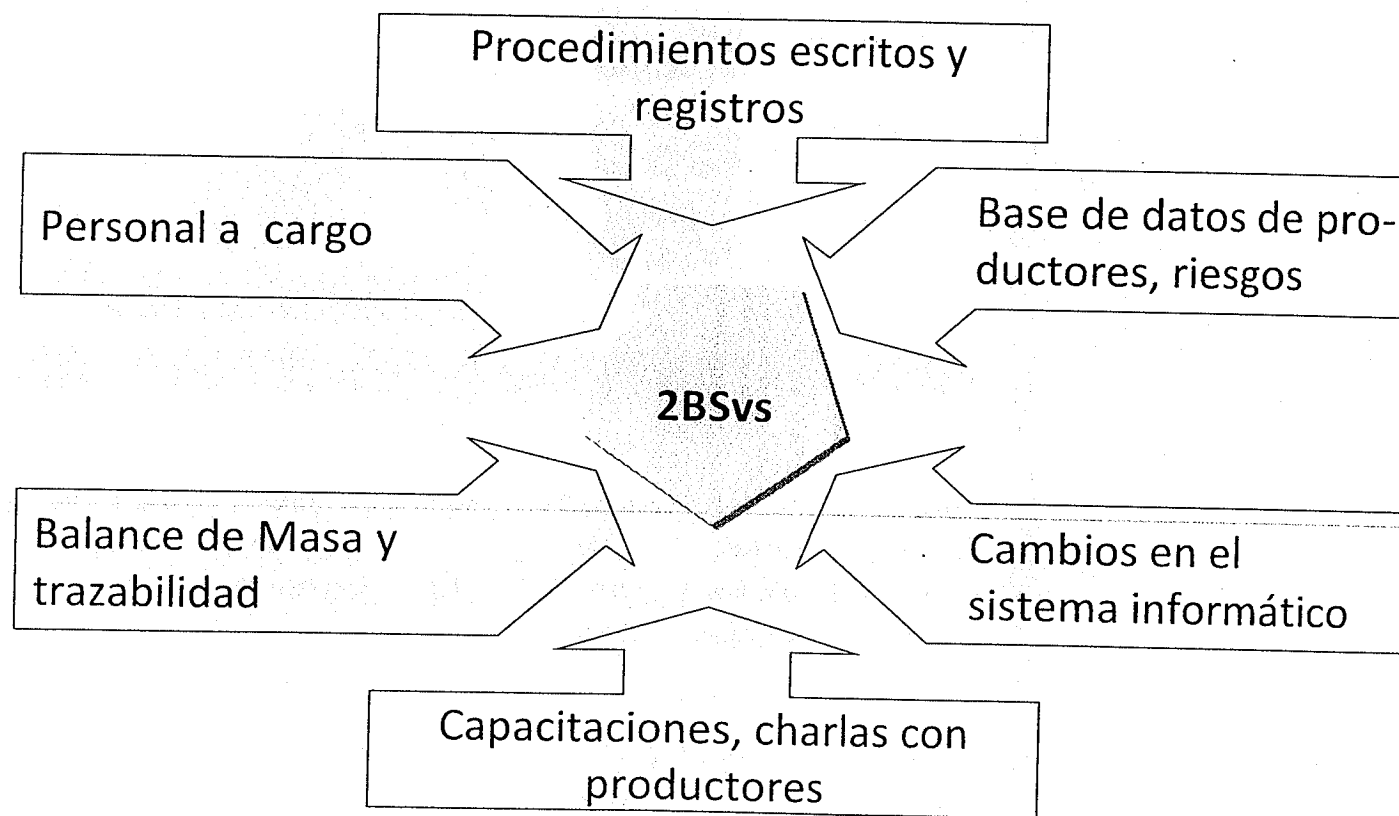 Procedimientos escritos y
registros
Personal a cargo
Base de datos de pro-
ductores, riesgos
2BSvs
Balance de Masa y
trazabilidad
Cambios en el
sistema informático
Capacitaciones, charlas con
productores